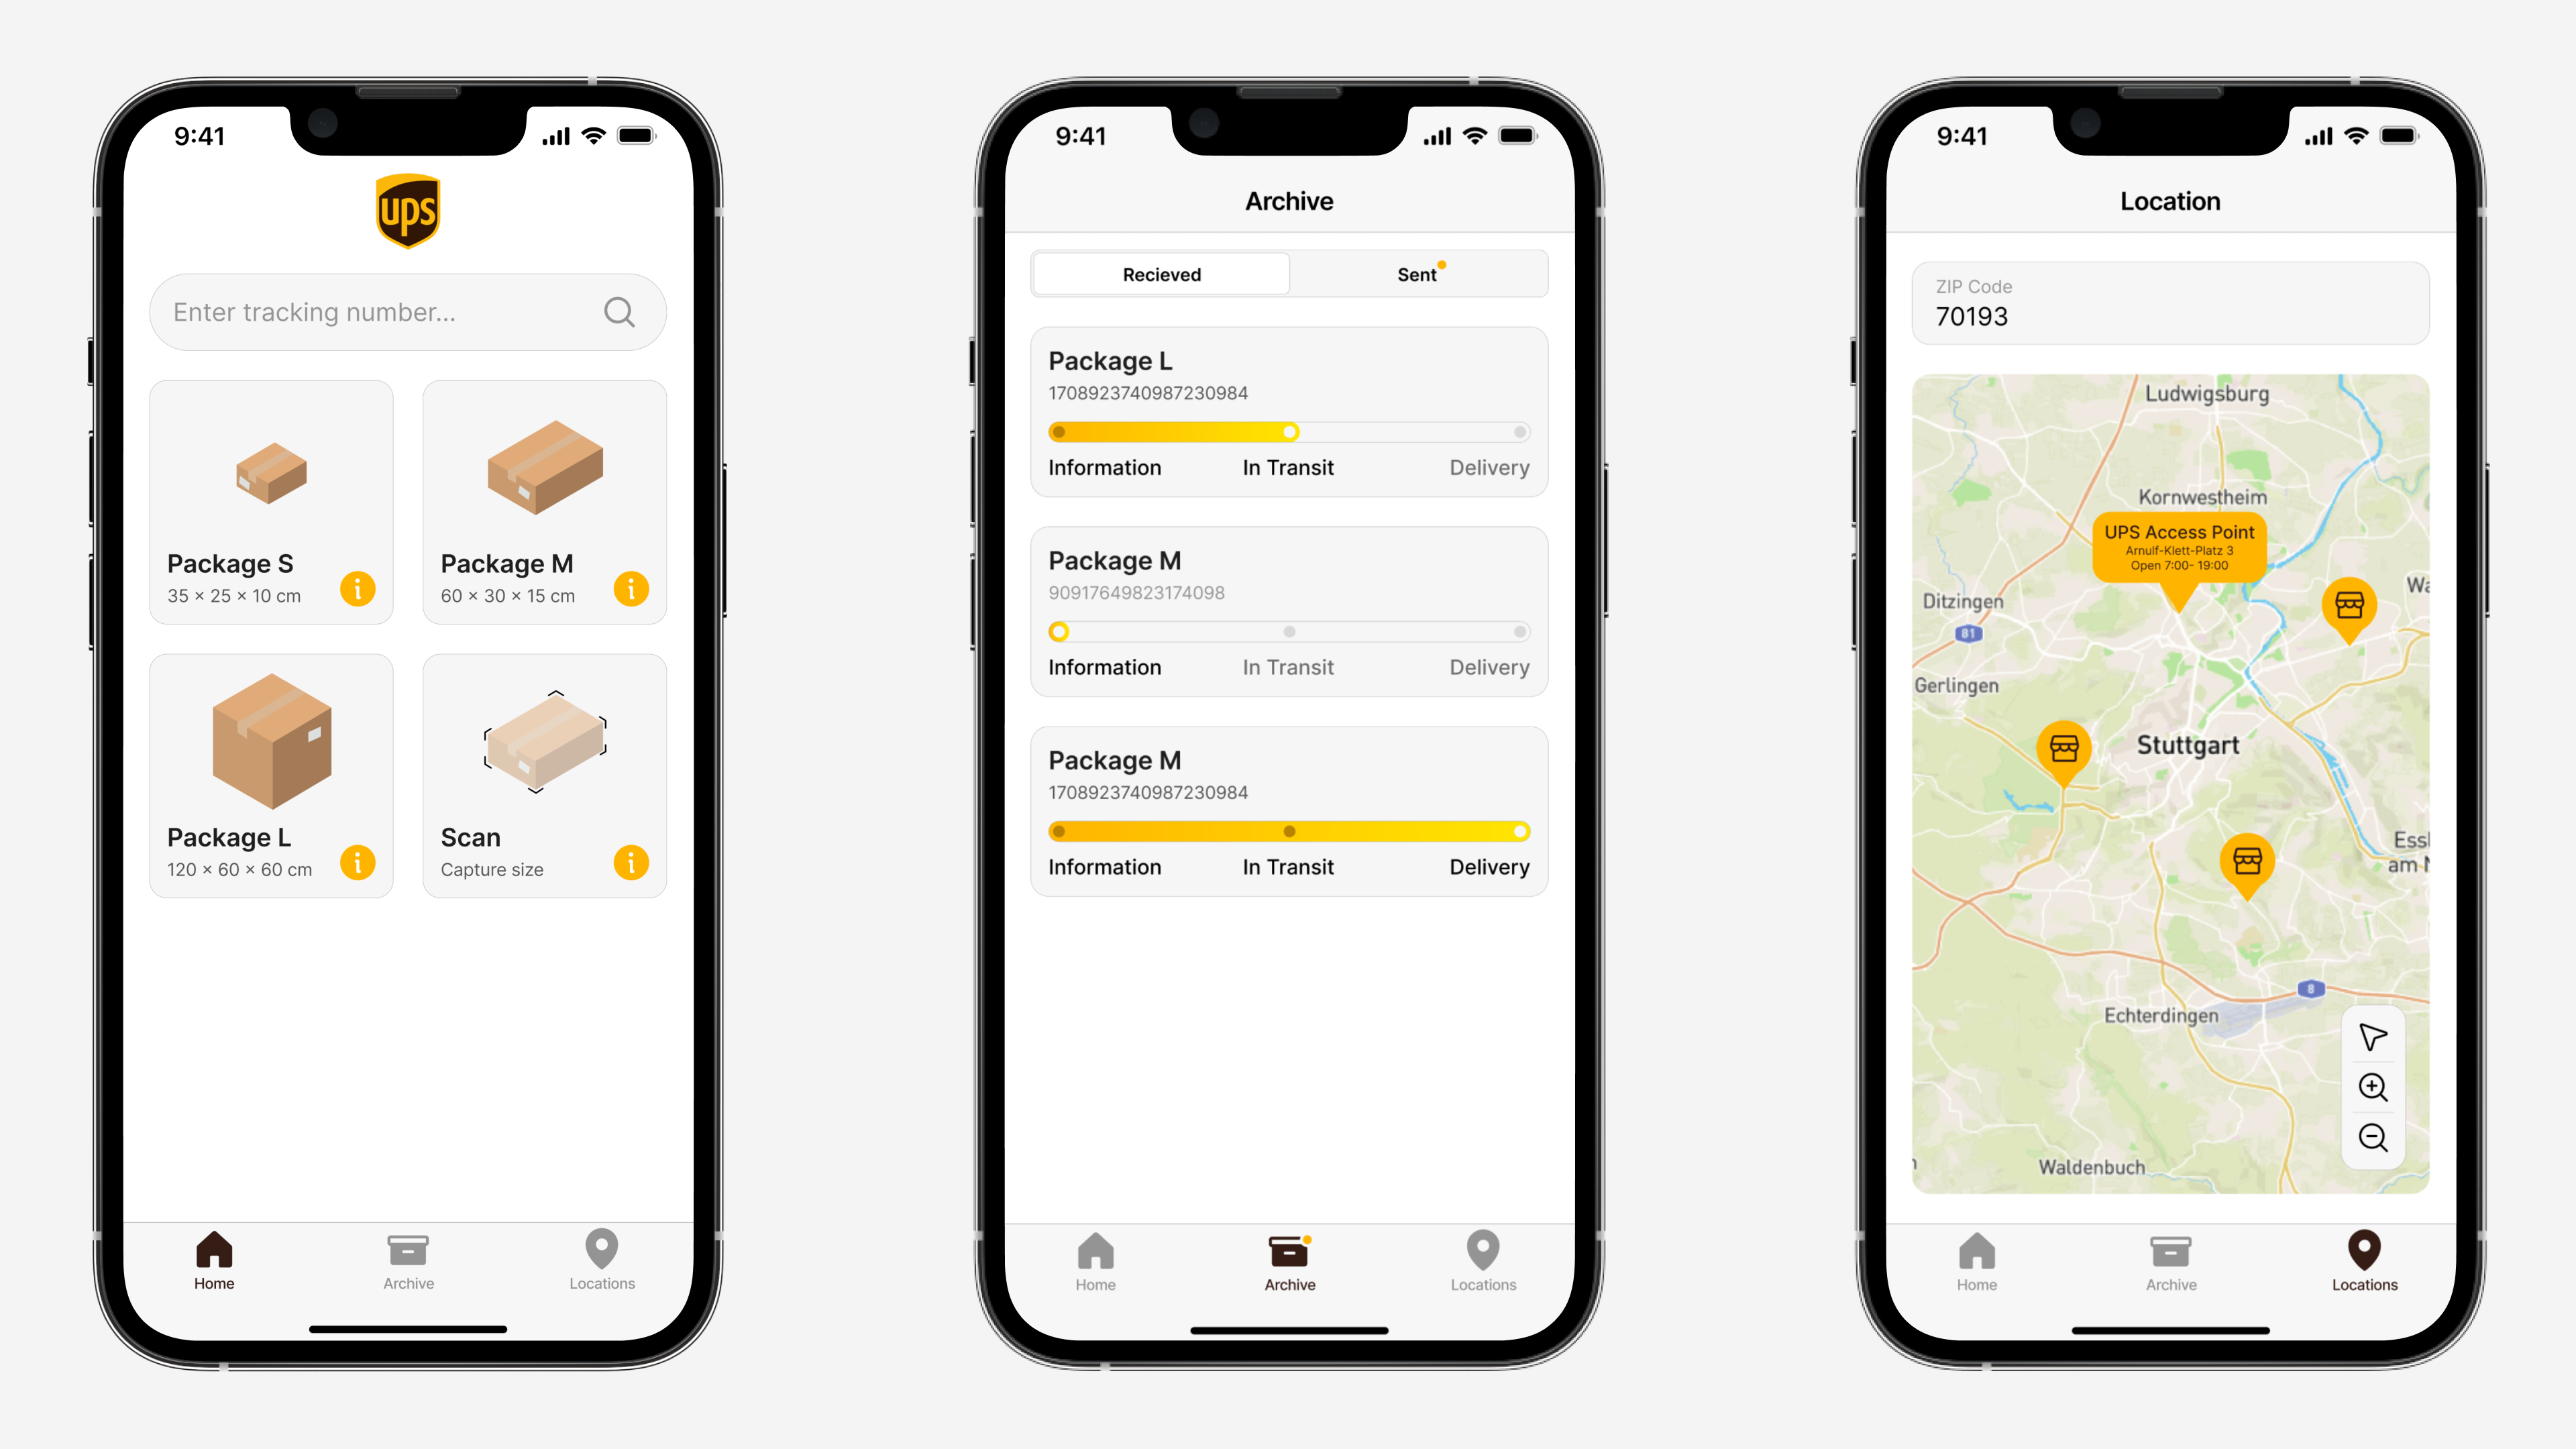 9:41
ups
Enter tracking number...
Package S
35 × 25 × 10 cm
Package M
60 × 30 × 15 cm
Package L
120 × 60 × 60 cm
Scan
Capture size
Home
Archive
Locations
9:41
Archive
Recieved
Sent
Package L
1708923740987230984
Information
In Transit
Delivery
Package M
90917649823174098
Information
In Transit
Delivery
Package M
1708923740987230984
Information
In Transit
Delivery
Home
Archive
Locations
9:41
Location
ZIP Code
70193
Ludwigsburg
Kornwestheim
UPS Access Point
Arnulf-Klett-Platz 3
Open 7:00- 19:00
Wa
Ditzingen
81
Gerlingen
Stuttgart
Essl
am
8
Echterdingen
Waldenbuch
Home
Archive
Locations